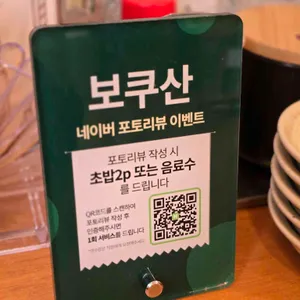 보쿠산
네이버 포토리뷰 이벤트
포토리뷰 작성 시
초밥2p 또는 음료수
를 드립니다
QR코드를 스캔하여
포토리뷰 작성 후
인증해주시면
1회 서비스를 드립니다